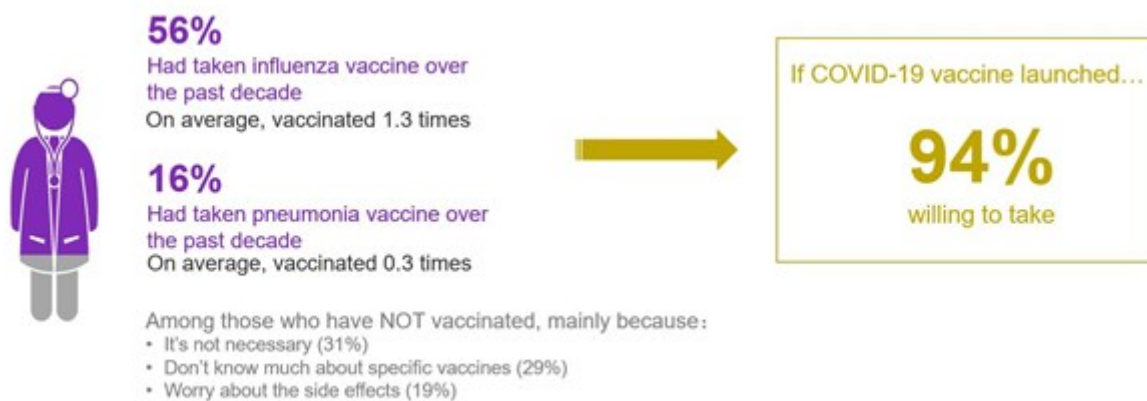 56%
Had taken influenza vaccine over
the past decade
On average, vaccinated 1.3 times
16%
Had taken pneumonia vaccine over
the past decade
On average, vaccinated 0.3 times
Among those who have NOT vaccinated, mainly because:
• It's not necessary (31%)
• Don't know much about specific vaccines (29%)
• Worry about the side effects (19%)
If COVID-19 vaccine launched…
94%
willing to take